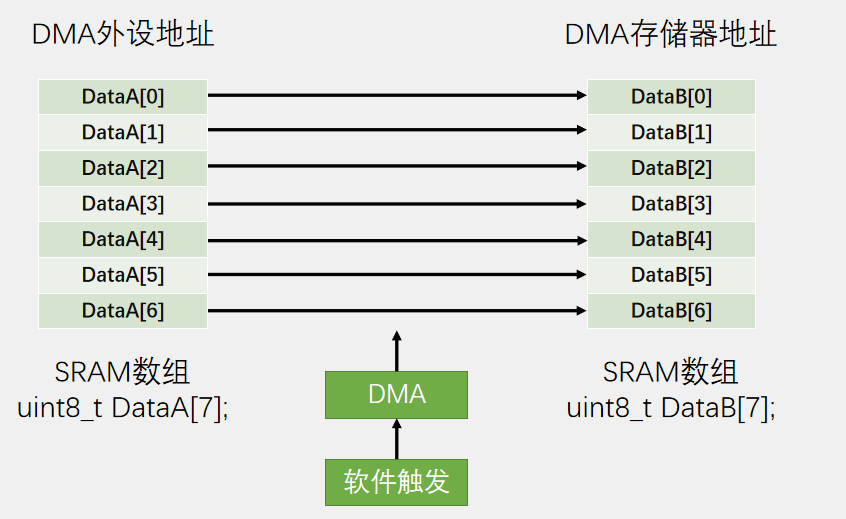 DMA外设地址
DMA存储器地址
DataA[0]
DataB[0]
DataA[1]
DataB[1]
DataA[2]
DataB[2]
DataA[3]
DataB[3]
DataA[4]
DataB[4]
DataA[5]
DataB[5]
DataA[6]
DataB[6]
SRAM数组
uint8_t DataA[7];
SRAM数组
uint8_t DataB[7];
DMA
软件触发